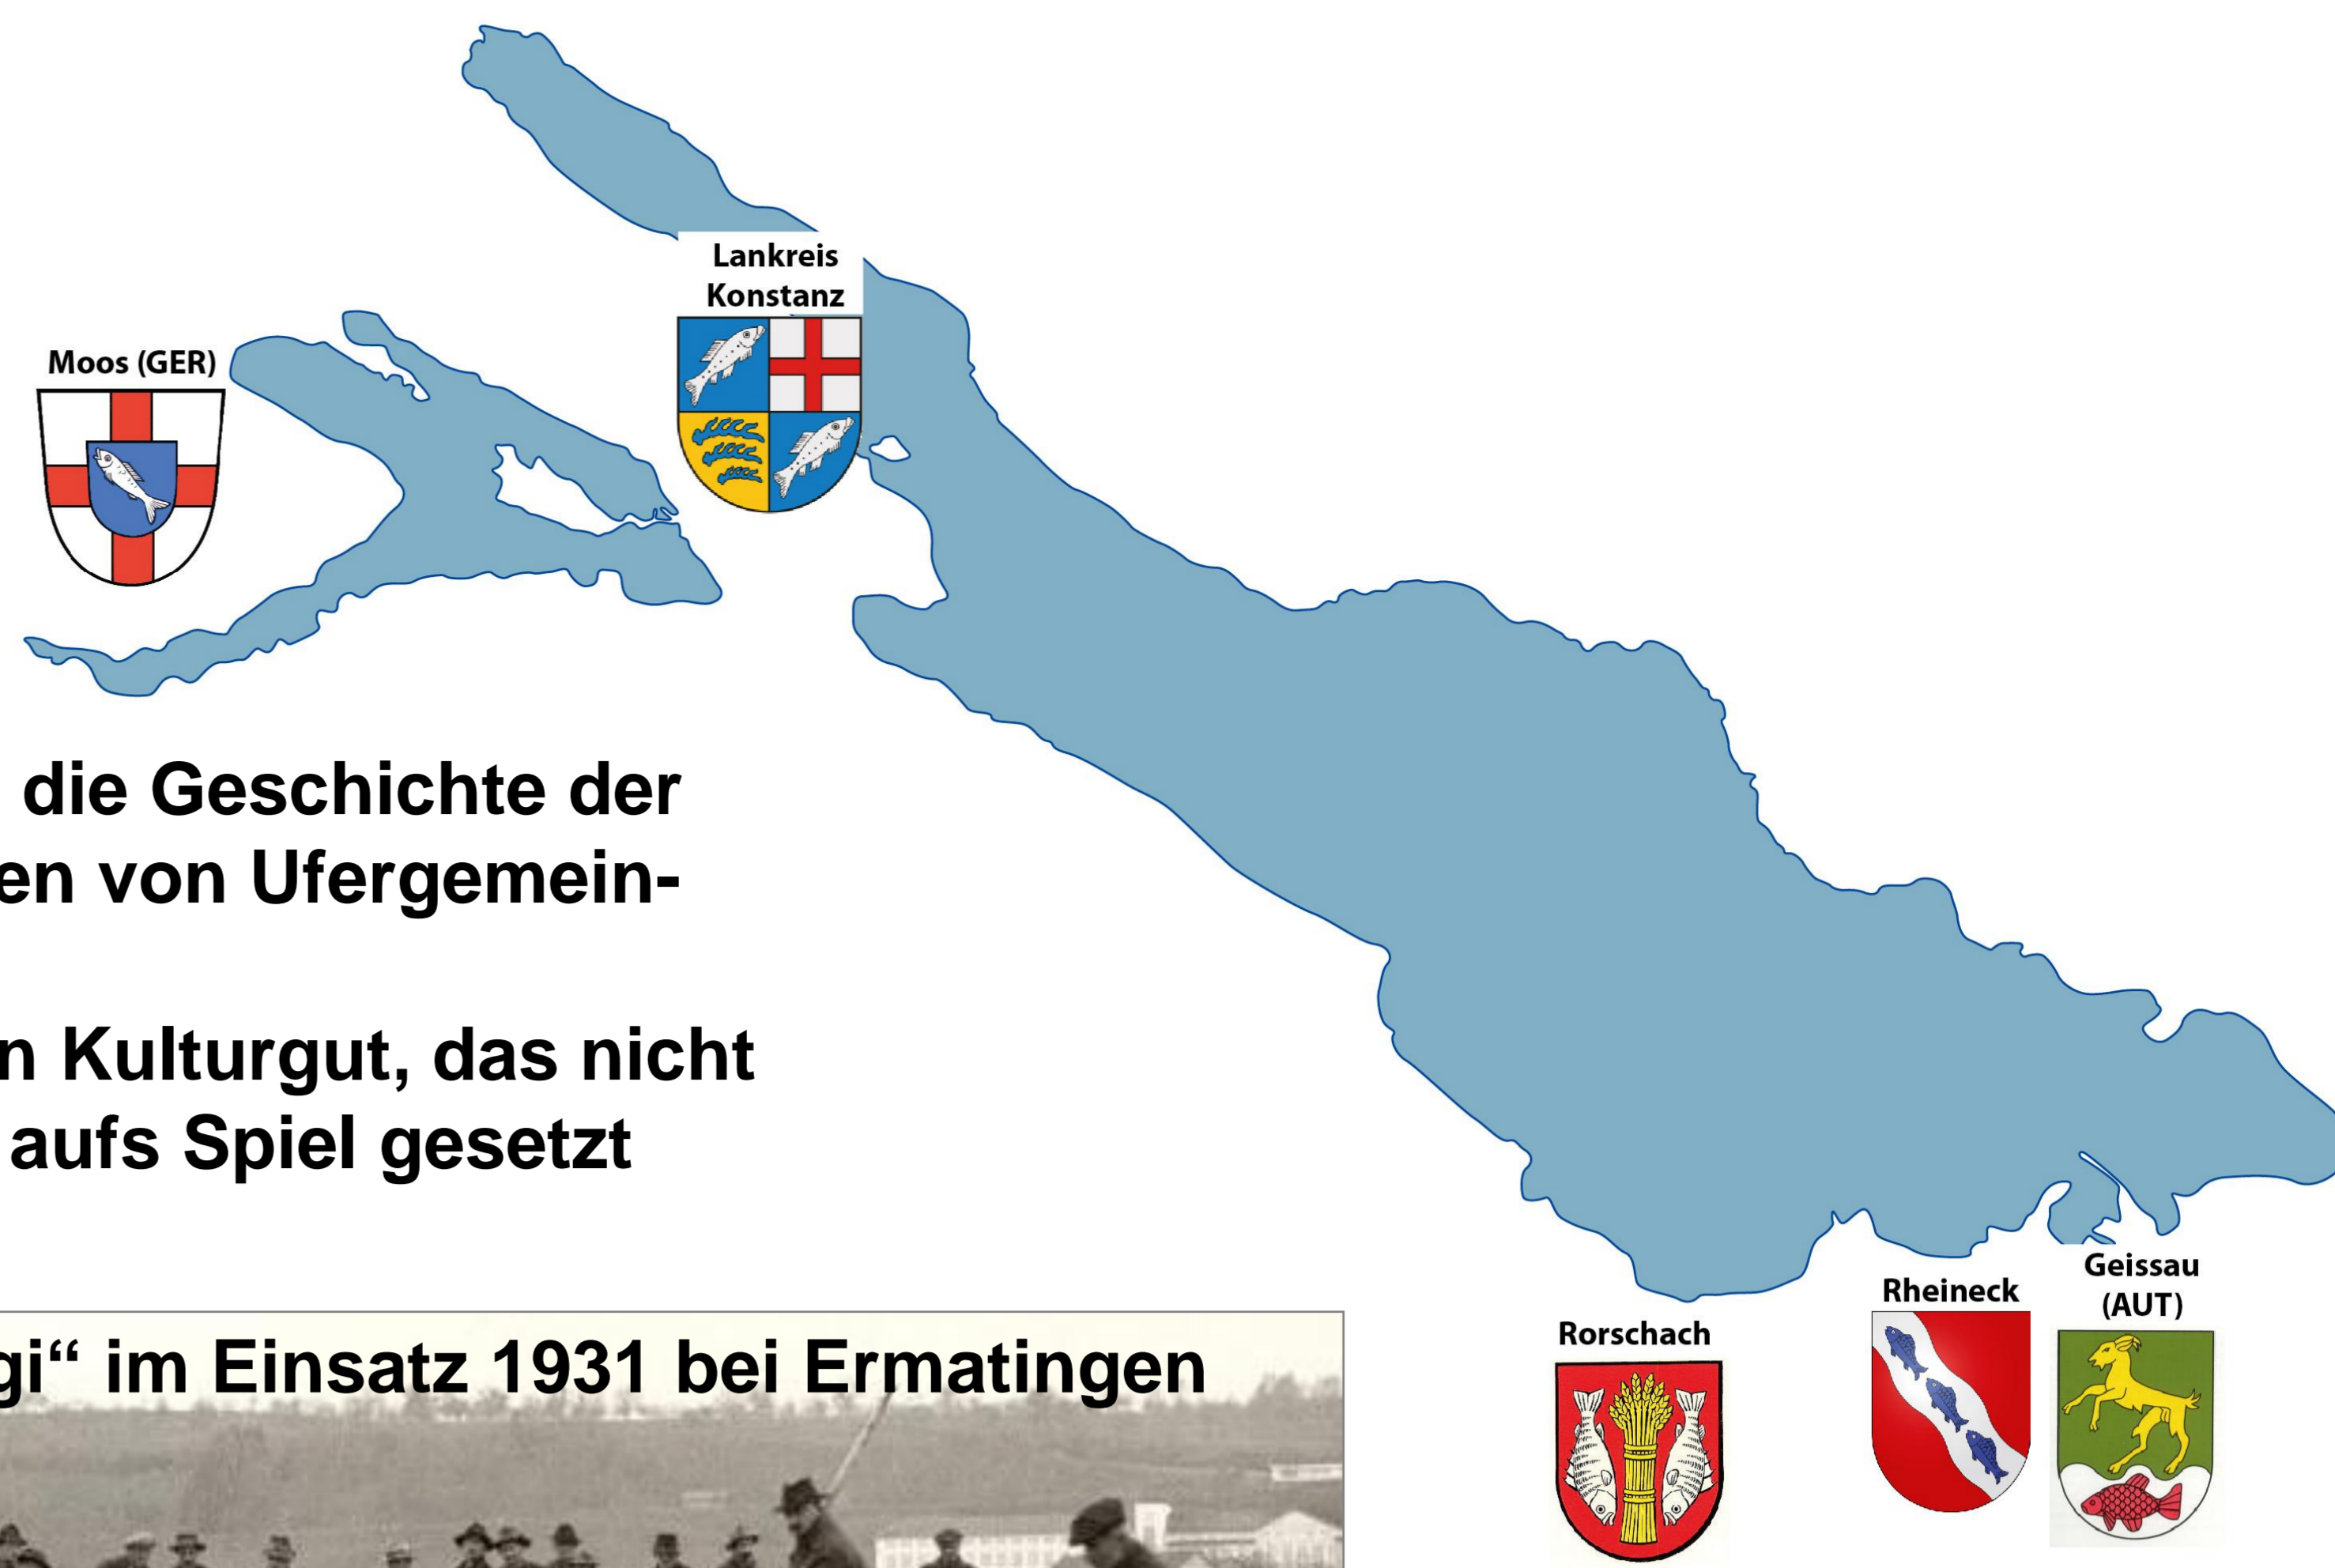 Lankreis
Konstanz
Moos (GER)
die Geschichte der
en von Ufergemein-
n Kulturgut, das nicht
aufs Spiel gesetzt
gi“ im Einsatz 1931 bei Ermatingen
Rorschach
Rheineck
Geissau
(AUT)